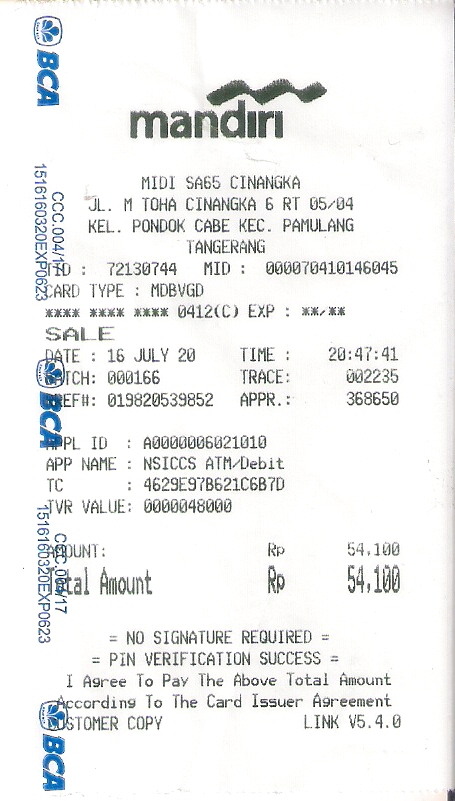 mandiri
MIDI SA65 CINANGKA
JL. M TOHA CINANGKA 6 RT 05/04
KEL. PONDOK CABE KEC. PAMULANG
TANGERANG
TID : 72130744 MID : 000070410146045
CARD TYPE : MDBVGD
**** **** **** 0412(C) EXP : **/**
SALE
DATE : 16 JULY 20 TIME : 20:47:41
BATCH: 000166 TRACE: 002235
REF#: 019820539852 APPR.: 368650
APPL ID : A0000006021010
APP NAME : NSICCS ATM/Debit
TC : 4629E97B621C6B7D
TVR VALUE: 0000048000
AMOUNT: Rp 54,100
Total Amount Rp 54,100
= NO SIGNATURE REQUIRED =
= PIN VERIFICATION SUCCESS =
I Agree To Pay The Above Total Amount
According To The Card Issuer Agreement
CUSTOMER COPY LINK V5.4.0
BCA
CCC.004/17
1516160320EXP0623
BCA
CCC.004/17
1516160320EXP0623
BCA